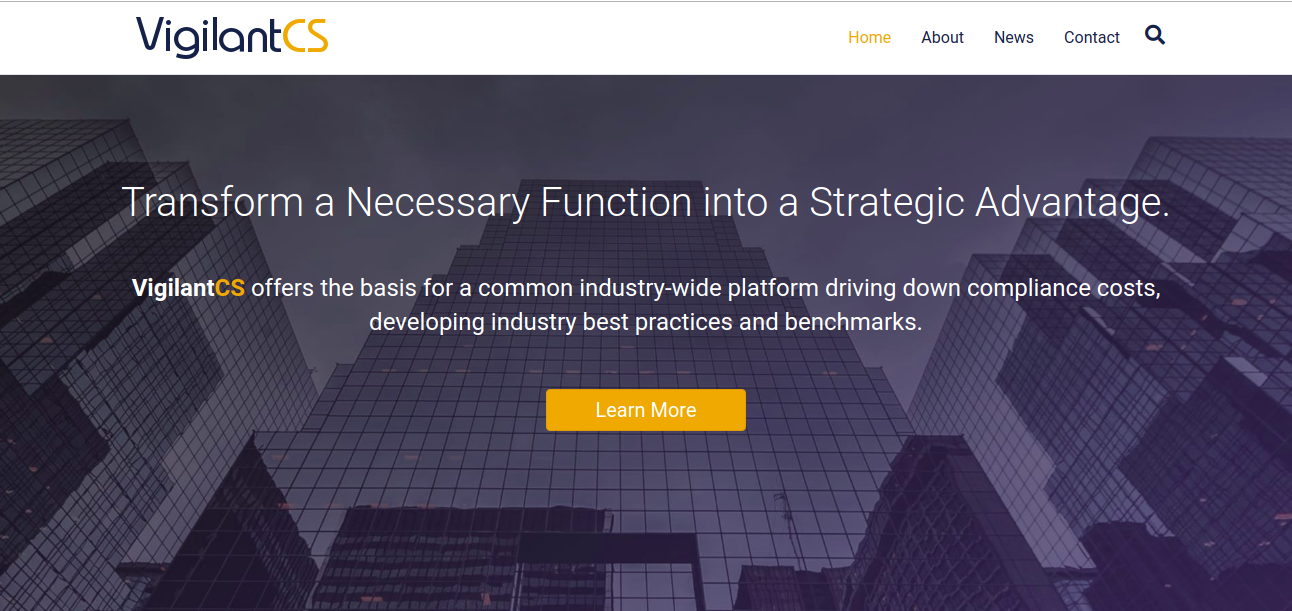 VigilantCS
Home About News Contact
Transform a Necessary Function into a Strategic Advantage.
VigilantCS offers the basis for a common industry-wide platform driving down compliance costs,
developing industry best practices and benchmarks.
Learn More